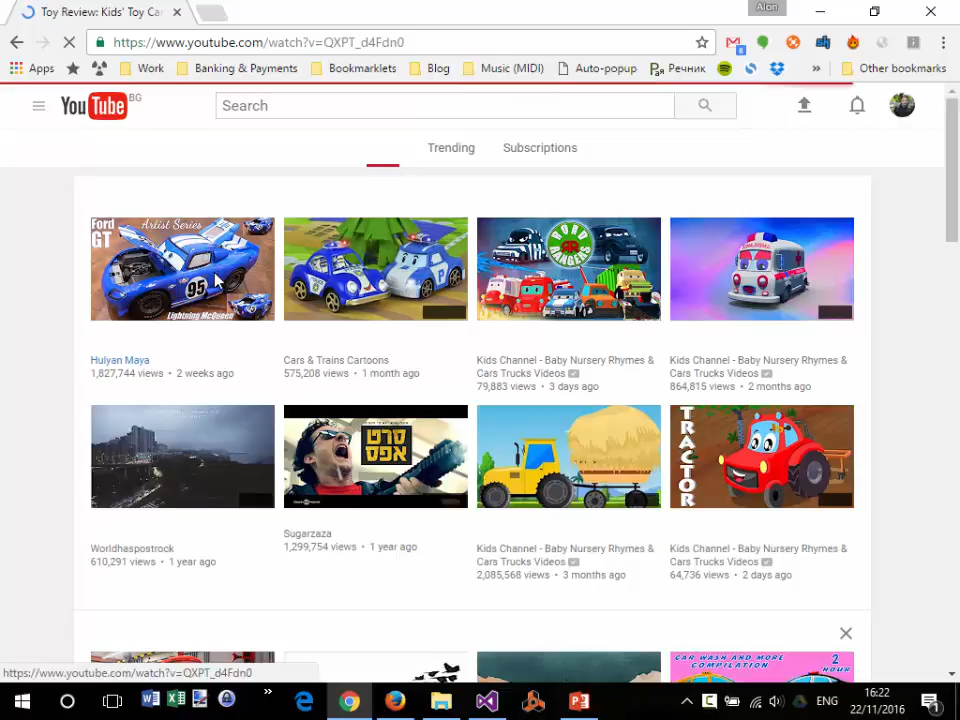 Toy Review: Kids' Toy Car
Alon
https://www.youtube.com/watch?v=QXPT_d4Fdn0
Apps Work Banking & Payments Bookmarklets Blog Music (MIDI) Auto-popup Речник » Other bookmarks
YouTube BG
Search
Trending Subscriptions
Ford GT
Artist Series
95
Lightning McQueen
ROAD RANGERS
AMBULANCE
Hulyan Maya
1,827,744 views • 2 weeks ago
Cars & Trains Cartoons
575,208 views • 1 month ago
Kids Channel - Baby Nursery Rhymes &
Cars Trucks Videos
79,883 views • 3 days ago
Kids Channel - Baby Nursery Rhymes &
Cars Trucks Videos
864,815 views • 2 months ago
סרט
אפס
TRACTOR
Worldhaspostrock
610,291 views • 1 year ago
Sugarzaza
1,299,754 views • 1 year ago
Kids Channel - Baby Nursery Rhymes &
Cars Trucks Videos
2,085,568 views • 3 months ago
Kids Channel - Baby Nursery Rhymes &
Cars Trucks Videos
64,736 views • 2 days ago
CAR WASH AND MORE
COMPILATION
2
HOUR
https://www.youtube.com/watch?v=QXPT_d4Fdn0
ENG
16:22
22/11/2016